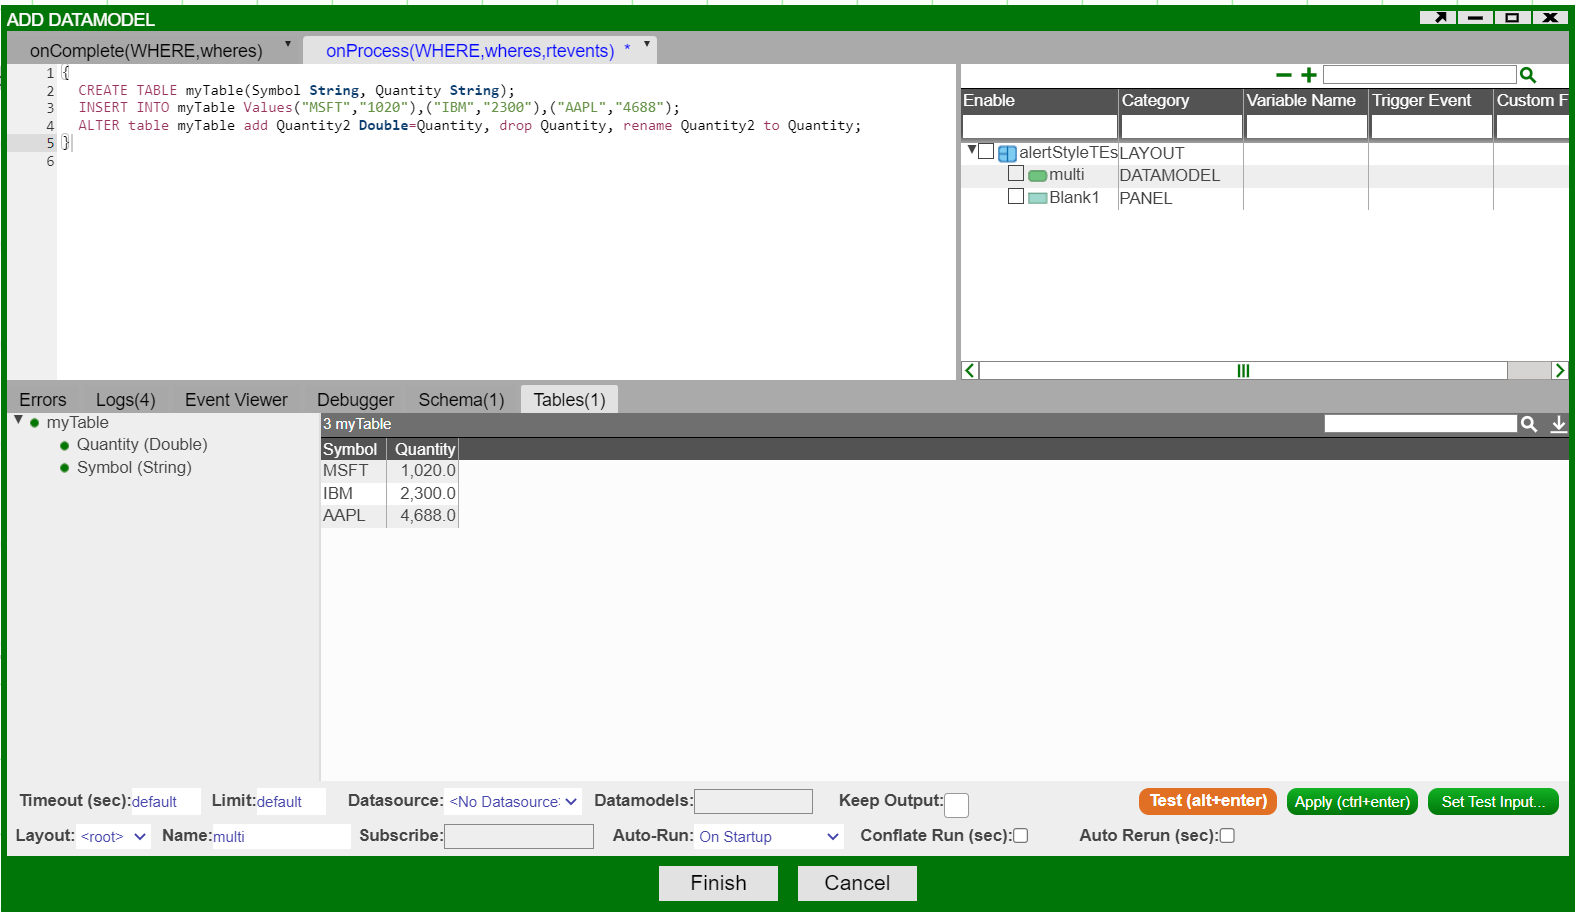 ADD DATAMODEL
onComplete(WHERE,wheres)
onProcess(WHERE,wheres,rtevents) *
1 {
2 CREATE TABLE myTable(Symbol String, Quantity String);
3 INSERT INTO myTable Values("MSFT","1020"),("IBM","2300"),("AAPL","4688");
4 ALTER table myTable add Quantity2 Double=Quantity, drop Quantity, rename Quantity2 to Quantity;
5 }
6
Enable Category Variable Name Trigger Event Custom F
alertStyleTEs LAYOUT
multi DATAMODEL
Blank1 PANEL
Errors Logs(4) Event Viewer Debugger Schema(1) Tables(1)
myTable
Quantity (Double)
Symbol (String)
3 myTable
Symbol Quantity
MSFT 1,020.0
IBM 2,300.0
AAPL 4,688.0
Timeout (sec): default Limit: default Datasource: <No Datasource Datamodels: Keep Output: Test (alt+enter) Apply (ctrl+enter) Set Test Input...
Layout: <root> Name: multi Subscribe: Auto-Run: On Startup Conflate Run (sec): Auto Rerun (sec):
Finish Cancel